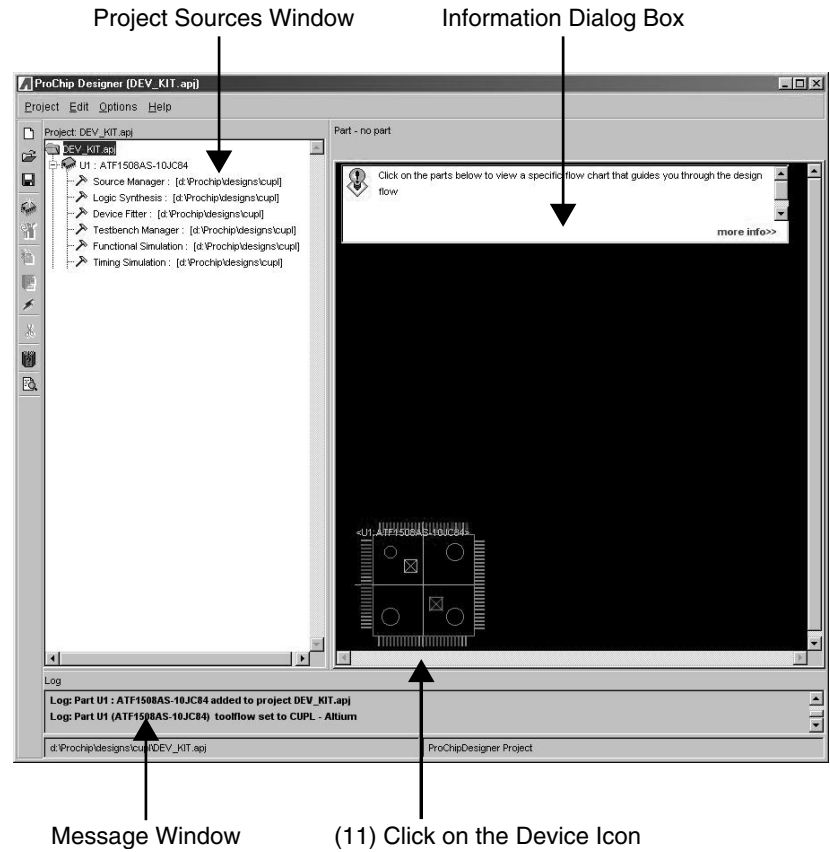 Project Sources Window
Information Dialog Box
ProChip Designer (DEV_KIT.apj)
Project Edit Options Help
Project: DEV_KIT.apj
Part - no part
DEV_KIT.apj
U1 : ATF1508AS-10JC84
Source Manager : [d:\Prochip\designs\cupl]
Logic Synthesis : [d:\Prochip\designs\cupl]
Device Fitter : [d:\Prochip\designs\cupl]
Testbench Manager : [d:\Prochip\designs\cupl]
Functional Simulation : [d:\Prochip\designs\cupl]
Timing Simulation : [d:\Prochip\designs\cupl]
Click on the parts below to view a specific flow chart that guides you through the design
flow
more info>>
<U1:ATF1508AS-10JC84>
Log
Log: Part U1 : ATF1508AS-10JC84 added to project DEV_KIT.apj
Log: Part U1 (ATF1508AS-10JC84) toolflow set to CUPL - Altium
d:\Prochip\designs\cupl\DEV_KIT.apj
ProChipDesigner Project
Message Window
(11) Click on the Device Icon